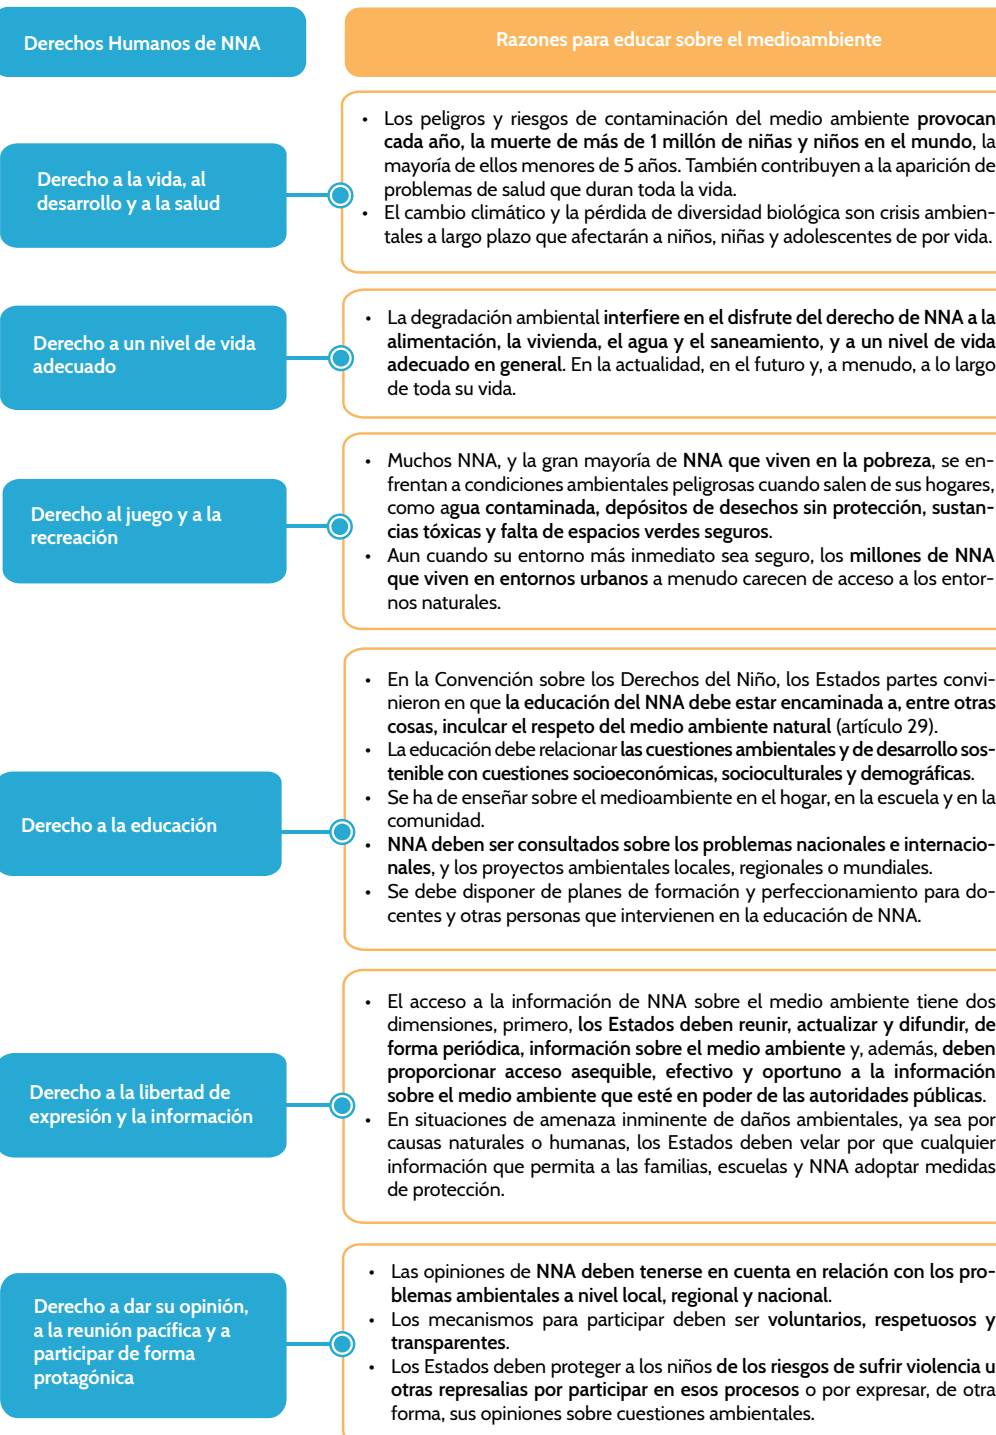 Derechos Humanos de NNA
Razones para educar sobre el medioambiente
Derecho a la vida, al
desarrollo y a la salud
• Los peligros y riesgos de contaminación del medio ambiente provocan
cada año, la muerte de más de 1 millón de niñas y niños en el mundo, la
mayoría de ellos menores de 5 años. También contribuyen a la aparición de
problemas de salud que duran toda la vida.
• El cambio climático y la pérdida de diversidad biológica son crisis ambien-
tales a largo plazo que afectarán a niños, niñas y adolescentes de por vida.
Derecho a un nivel de vida
adecuado
• La degradación ambiental interfiere en el disfrute del derecho de NNA a la
alimentación, la vivienda, el agua y el saneamiento, y a un nivel de vida
adecuado en general. En la actualidad, en el futuro y, a menudo, a lo largo
de toda su vida.
Derecho al juego y a la
recreación
• Muchos NNA, y la gran mayoría de NNA que viven en la pobreza, se en-
frentan a condiciones ambientales peligrosas cuando salen de sus hogares,
como agua contaminada, depósitos de desechos sin protección, sustan-
cias tóxicas y falta de espacios verdes seguros.
• Aun cuando su entorno más inmediato sea seguro, los millones de NNA
que viven en entornos urbanos a menudo carecen de acceso a los entor-
nos naturales.
Derecho a la educación
• En la Convención sobre los Derechos del Niño, los Estados partes convi-
nieron en que la educación del NNA debe estar encaminada a, entre otras
cosas, inculcar el respeto del medio ambiente natural (artículo 29).
• La educación debe relacionar las cuestiones ambientales y de desarrollo sos-
tenible con cuestiones socioeconómicas, socioculturales y demográficas.
• Se ha de enseñar sobre el medioambiente en el hogar, en la escuela y en la
comunidad.
• NNA deben ser consultados sobre los problemas nacionales e internacio-
nales, y los proyectos ambientales locales, regionales o mundiales.
• Se debe disponer de planes de formación y perfeccionamiento para do-
centes y otras personas que intervienen en la educación de NNA.
Derecho a la libertad de
expresión y la información
• El acceso a la información de NNA sobre el medio ambiente tiene dos
dimensiones, primero, los Estados deben reunir, actualizar y difundir, de
forma periódica, información sobre el medio ambiente y, además, deben
proporcionar acceso asequible, efectivo y oportuno a la información
sobre el medio ambiente que esté en poder de las autoridades públicas.
• En situaciones de amenaza inminente de daños ambientales, ya sea por
causas naturales o humanas, los Estados deben velar por que cualquier
información que permita a las familias, escuelas y NNA adoptar medidas
de protección.
Derecho a dar su opinión,
a la reunión pacífica y a
participar de forma
protagónica
• Las opiniones de NNA deben tenerse en cuenta en relación con los pro-
blemas ambientales a nivel local, regional y nacional.
• Los mecanismos para participar deben ser voluntarios, respetuosos y
transparentes.
• Los Estados deben proteger a los niños de los riesgos de sufrir violencia u
otras represalias por participar en esos procesos o por expresar, de otra
forma, sus opiniones sobre cuestiones ambientales.